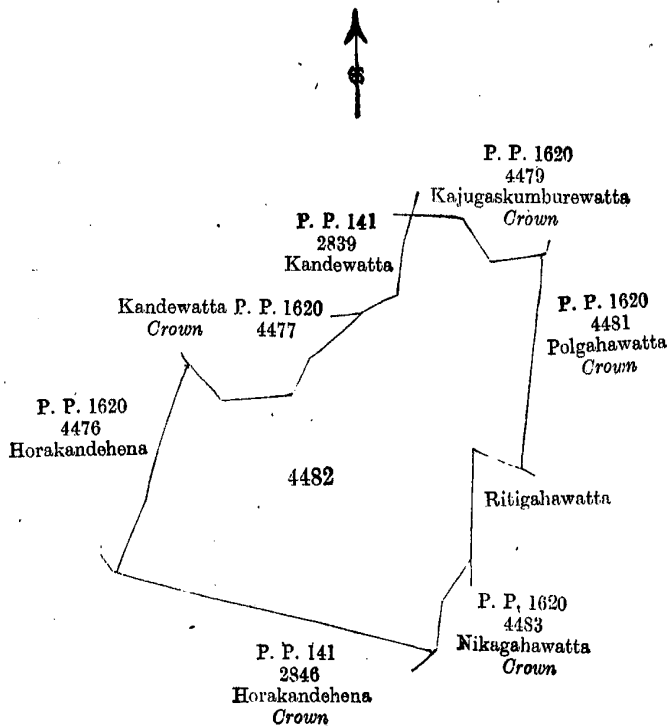 P. P. 1620
4479
Kajugaskumburewatta
Crown
P. P. 141
2839
Kandewatta
Kandewatta P. P. 1620
Crown 4477
P. P. 1620
4481
Polgahawatta
Crown
P. P. 1620
4476
Horakandehena
4482
Ritigahawatta
P. P. 1620
4483
Nikagahawatta
Crown
P. P. 141
2846
Horakandehena
Crown